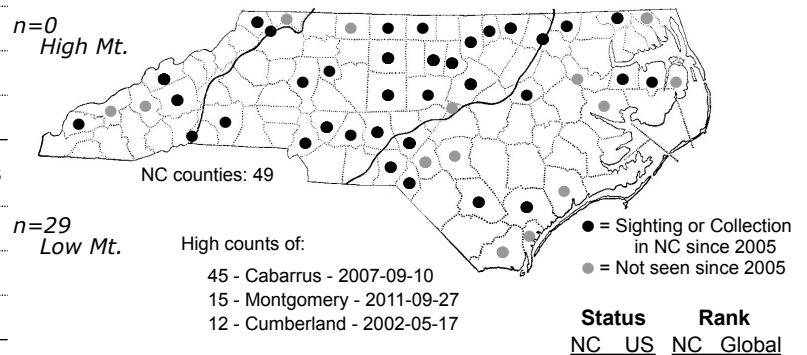 n=0
High Mt.
NC counties: 49
n=29
Low Mt.
High counts of:
45 - Cabarrus - 2007-09-10
15 - Montgomery - 2011-09-27
12 - Cumberland - 2002-05-17
= Sighting or Collection
in NC since 2005
= Not seen since 2005
Status Rank
NC US NC Global